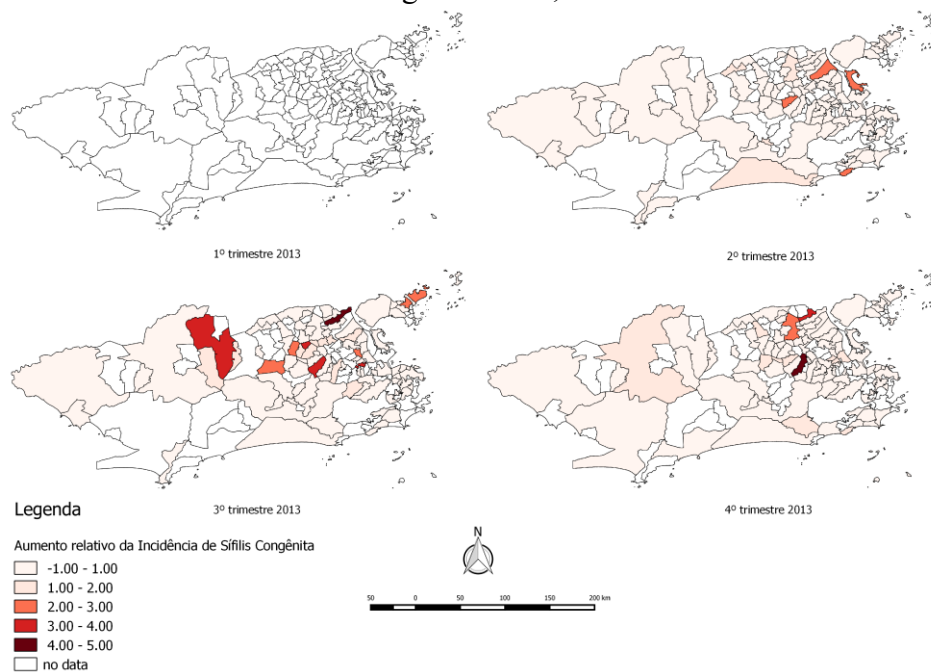 1º trimestre 2013
2º trimestre 2013
3º trimestre 2013
4º trimestre 2013
Legenda
Aumento relativo da Incidência de Sífilis Congênita
-1.00 - 1.00
1.00 - 2.00
2.00 - 3.00
3.00 - 4.00
4.00 - 5.00
no data
N
50 0 50 100 150 200 km